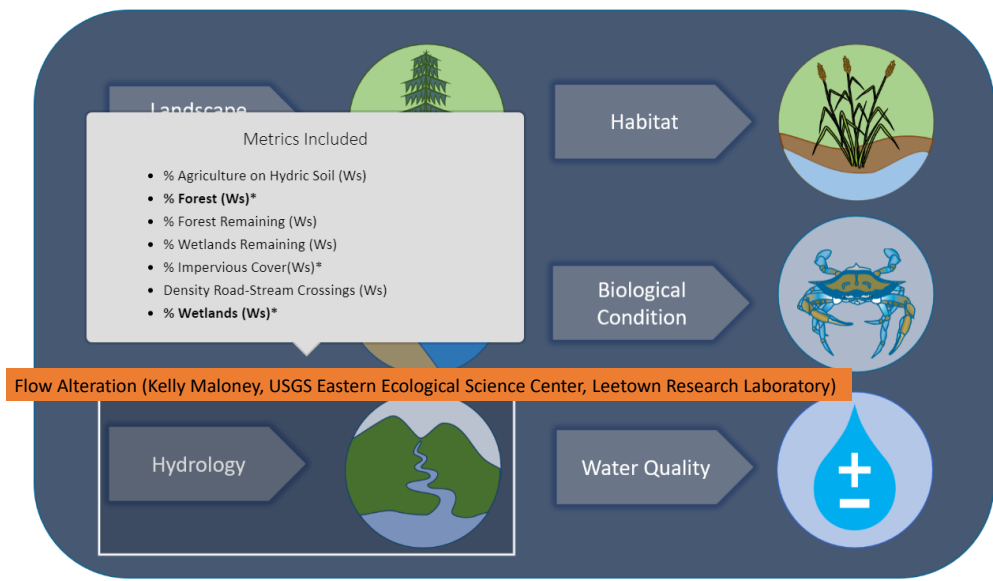 Landscape
Habitat
Metrics Included
% Agriculture on Hydric Soil (Ws)
% Forest (Ws)*
% Forest Remaining (Ws)
% Wetlands Remaining (Ws)
% Impervious Cover(Ws)*
Density Road-Stream Crossings (Ws)
% Wetlands (Ws)*
Biological
Condition
Flow Alteration (Kelly Maloney, USGS Eastern Ecological Science Center, Leetown Research Laboratory)
Hydrology
Water Quality